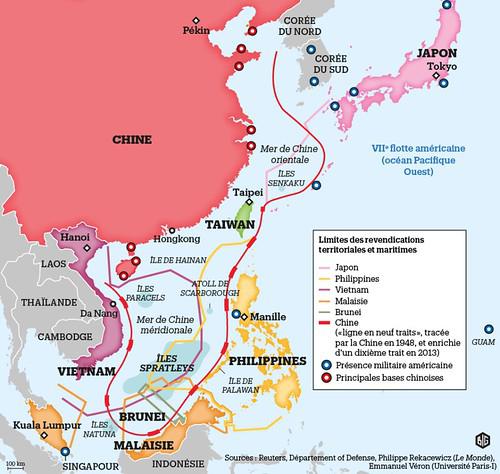 CORÉE
DU NORD
Pékin
CORÉE
DU SUD
JAPON
Tokyo
CHINE
Mer de Chine
orientale
VIIe flotte américaine
(océan Pacifique
Ouest)
ÎLES
SENKAKU
Taipei
TAIWAN
Hanoi
Hongkong
LAOS
ÎLE DE HAINAN
THAÏLANDE
ÎLES
PARACELS
ATOLL DE
SCARBOROUGH
Da Nang
Mer de Chine
méridionale
Manille
CAMBODGE
VIETNAM
ÎLES
SPRATLEYS
PHILIPPINES
ÎLE DE
PALAWAN
GUAM
Kuala Lumpur
ÎLES
NATUNA
BRUNEI
MALAISIE
SINGAPOUR
INDONÉSIE
100 km
Limites des revendications
territoriales et maritimes
Japon
Philippines
Vietnam
Malaisie
Brunei
Chine
(«ligne en neuf traits», tracée
par la Chine en 1948, et enrichie
d'un dixième trait en 2013)
Présence militaire américaine
Principales bases chinoises
Sources : Reuters, Département of Defense, Philippe Rekacewicz (Le Monde),
Emmanuel Véron (Université Paris-I)